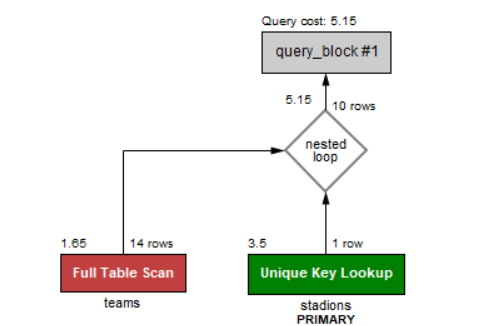 Query cost: 5.15
query_block #1
5.15
10 rows
nested
loop
1.65
14 rows
3.5
1 row
Full Table Scan
Unique Key Lookup
teams
stadions
PRIMARY